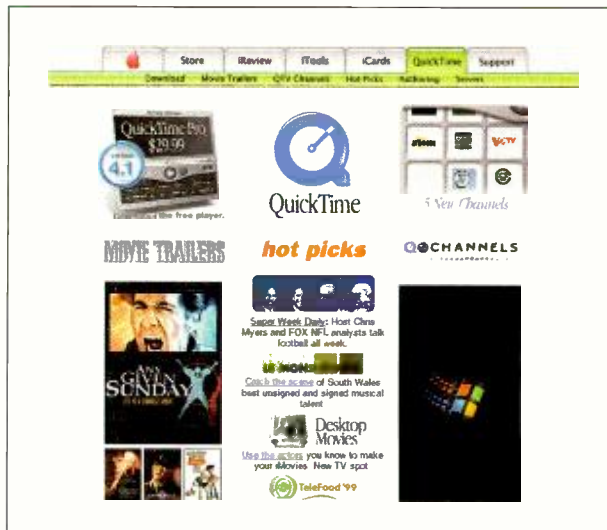 Store iReview iTools iCards QuickTime Support
Download Movie Trailers QTV Channels Hot Picks Authoring Servers
QuickTime Pro
$29.99
4.1
the free player.
QuickTime
5 New Channels
MOVIE TRAILERS
hot picks
CHANNELS
Super Week Daily: Host Chris
Myers and FOX NFL analysts talk
football all week.
ANY
GIVEN
SUNDAY
Catch the scene of South Wales
best unsigned and signed musical
talent
Desktop
Movies
Use the actors you know to make
your iMovies. New TV spot
TeleFood '99